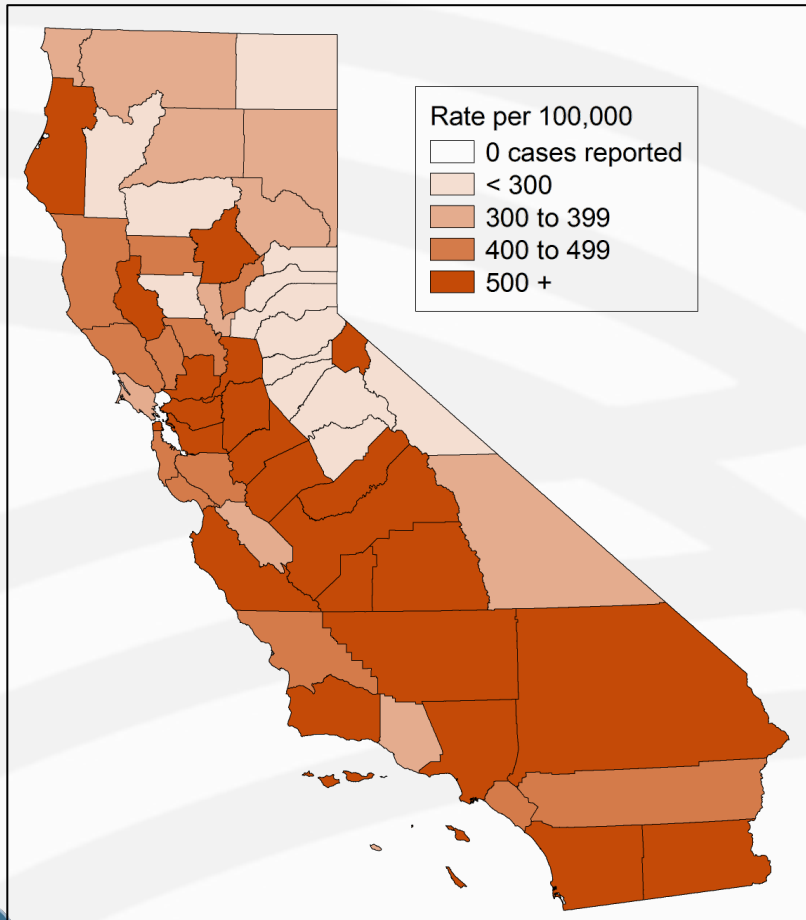 Rate per 100,000
0 cases reported
< 300
300 to 399
400 to 499
500 +